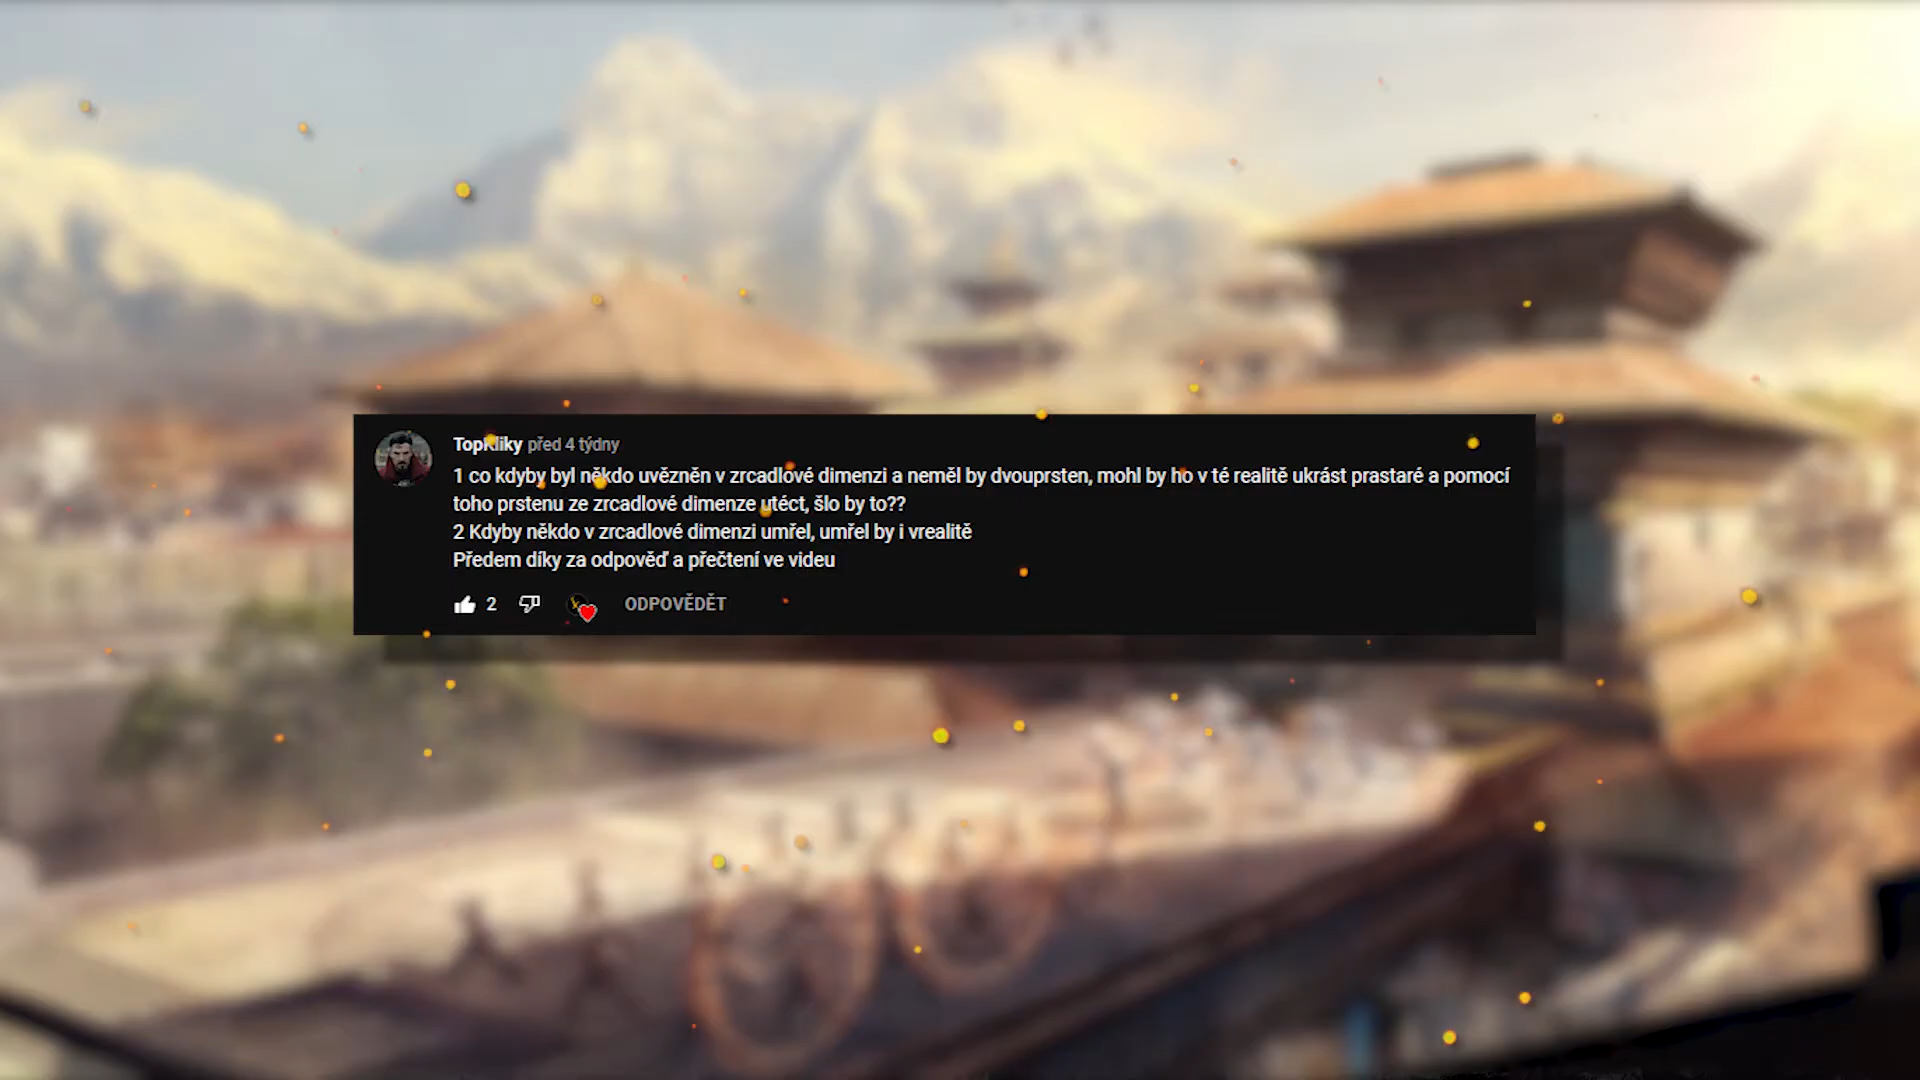 TopKliky před 4 týdny
1 co kdyby byl někdo uvězněn v zrcadlové dimenzi a neměl by dvouprsten, mohl by ho v té realitě ukrást prastaré a pomocí
toho prstenu ze zrcadlové dimenze utéct, šlo by to??
2 Kdyby někdo v zrcadlové dimenzi umřel, umřel by i vrealitě
Předem díky za odpověď a přečtení ve videu
2 ODPOVĚDĚT